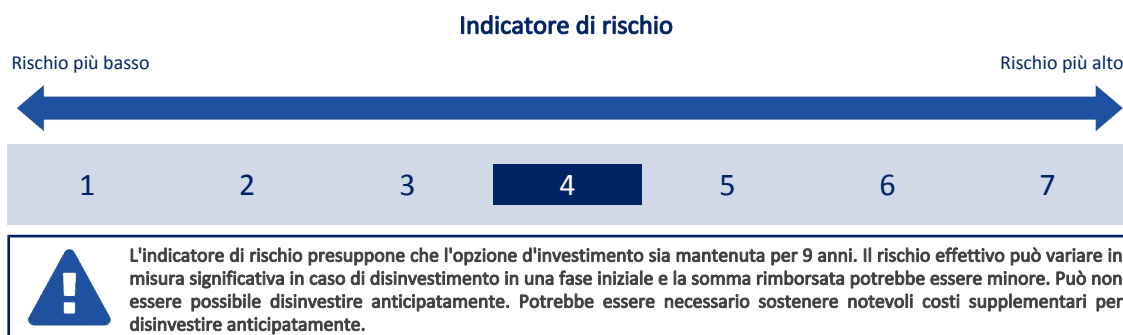 Indicatore di rischio
Rischio più basso
Rischio più alto
1 2 3 4 5 6 7
L'indicatore di rischio presuppone che l'opzione d'investimento sia mantenuta per 9 anni. Il rischio effettivo può variare in
misura significativa in caso di disinvestimento in una fase iniziale e la somma rimborsata potrebbe essere minore. Può non
essere possibile disinvestire anticipatamente. Potrebbe essere necessario sostenere notevoli costi supplementari per
disinvestire anticipatamente.